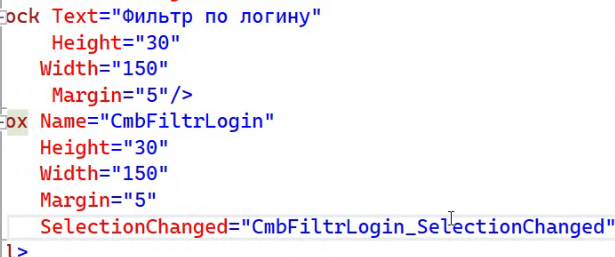 ock Text="Фильтр по логину"
Height="30"
Width="150"
Margin="5"/>
ox Name="CmbFiltrLogin"
Height="30"
Width="150"
Margin="5"
SelectionChanged="CmbFiltrLogin_SelectionChanged"
l>